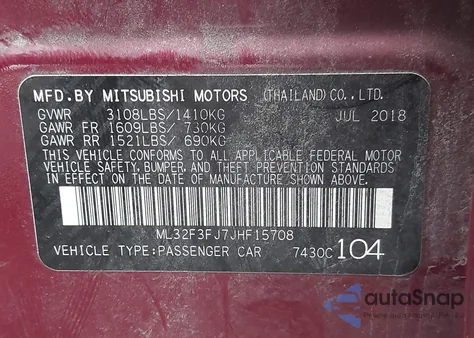 MFD.BY MITSUBISHI MOTORS (THAILAND)CO.,LTD.
GVWR 3108LBS/1410KG JUL 2018
GAWR FR 1609LBS/ 730KG
GAWR RR 1521LBS/ 690KG
THIS VEHICLE CONFORMS TO ALL APPLICABLE FEDERAL MOTOR
VEHICLE SAFETY, BUMPER, AND THEFT PREVENTION STANDARDS
IN EFFECT ON THE DATE OF MANUFACTURE SHOWN ABOVE.
ML32F3FJ7JHF15708
VEHICLE TYPE:PASSENGER CAR 7430C 104
autoSnap